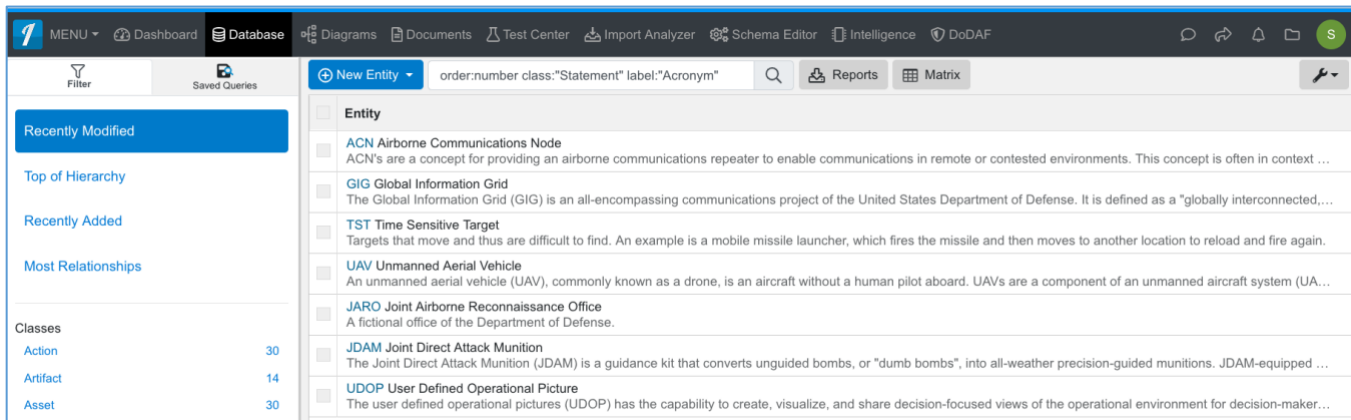 MENU Dashboard Database Diagrams Documents Test Center Import Analyzer Schema Editor Intelligence DoDAF S
Filter Saved Queries New Entity order:number class:"Statement" label:"Acronym" Reports Matrix
Entity
Recently Modified
Top of Hierarchy
Recently Added
Most Relationships
Classes
Action 30
Artifact 14
Asset 30
ACN Airborne Communications Node
ACN's are a concept for providing an airborne communications repeater to enable communications in remote or contested environments. This concept is often in context ...
GIG Global Information Grid
The Global Information Grid (GIG) is an all-encompassing communications project of the United States Department of Defense. It is defined as a "globally interconnected,...
TST Time Sensitive Target
Targets that move and thus are difficult to find. An example is a mobile missile launcher, which fires the missile and then moves to another location to reload and fire again.
UAV Unmanned Aerial Vehicle
An unmanned aerial vehicle (UAV), commonly known as a drone, is an aircraft without a human pilot aboard. UAVs are a component of an unmanned aircraft system (UA...
JARO Joint Airborne Reconnaissance Office
A fictional office of the Department of Defense.
JDAM Joint Direct Attack Munition
The Joint Direct Attack Munition (JDAM) is a guidance kit that converts unguided bombs, or "dumb bombs", into all-weather precision-guided munitions. JDAM-equipped ...
UDOP User Defined Operational Picture
The user defined operational pictures (UDOP) has the capability to create, visualize, and share decision-focused views of the operational environment for decision-maker...